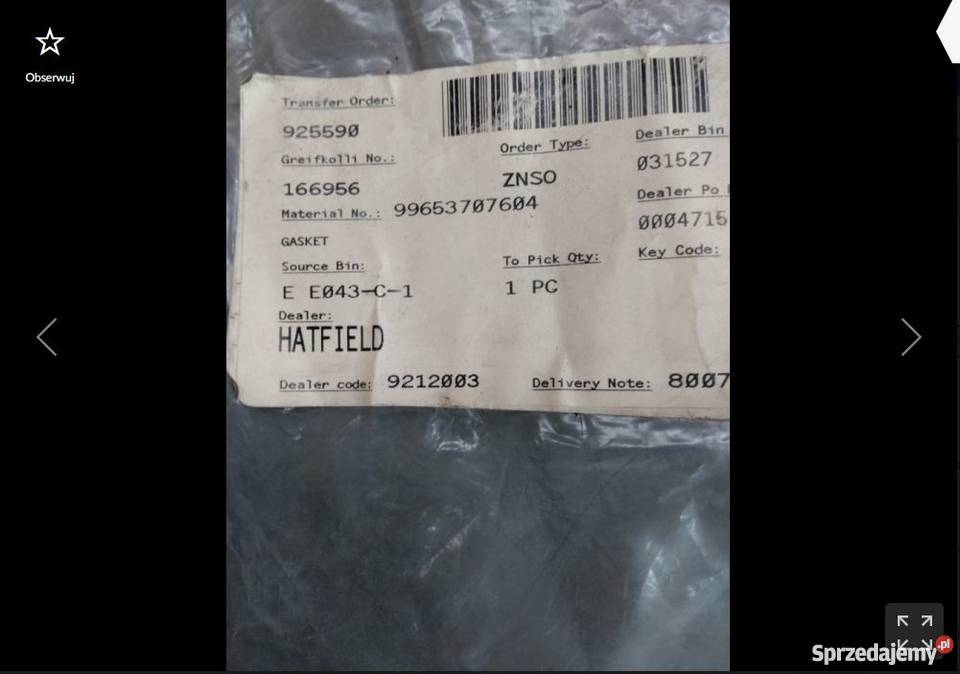 Obserwuj
Transfer Order:
925590
Greifkolli No.:
166956
Material No.: 99653707604
GASKET
Source Bin:
E E043-C-1
Dealer:
HATFIELD
Dealer code: 9212003
Order Type:
ZNSO
To Pick Qty:
1 PC
Delivery Note: 8007
Dealer Bin
031527
Dealer Po
0004715
Key Code:
Sprzedajemy.pl